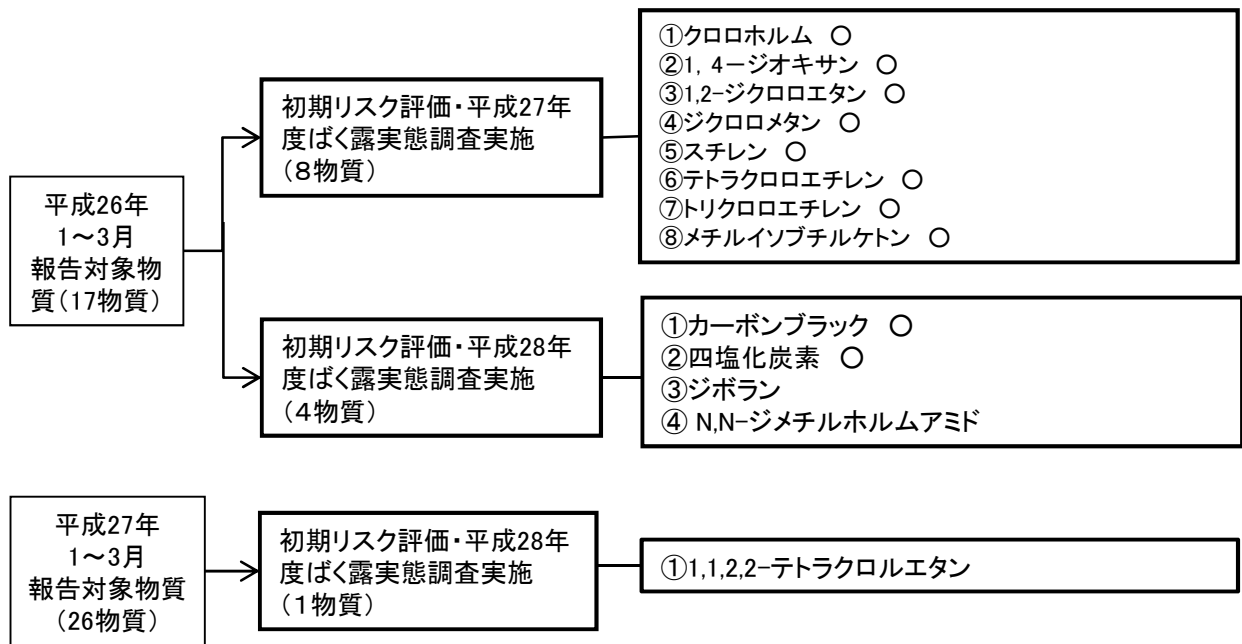 平成26年
1～3月
報告対象物
質(17物質)
初期リスク評価・平成27年
度ばく露実態調査実施
(8物質)
①クロロホルム ○
②1, 4－ジオキサン ○
③1,2-ジクロロエタン ○
④ジクロロメタン ○
⑤スチレン ○
⑥テトラクロロエチレン ○
⑦トリクロロエチレン ○
⑧メチルイソブチルケトン ○
初期リスク評価・平成28年
度ばく露実態調査実施
(4物質)
①カーボンブラック ○
②四塩化炭素 ○
③ジボラン
④ N,N-ジメチルホルムアミド
平成27年
1～3月
報告対象物質
(26物質)
初期リスク評価・平成28年
度ばく露実態調査実施
(1物質)
①1,1,2,2-テトラクロルエタン